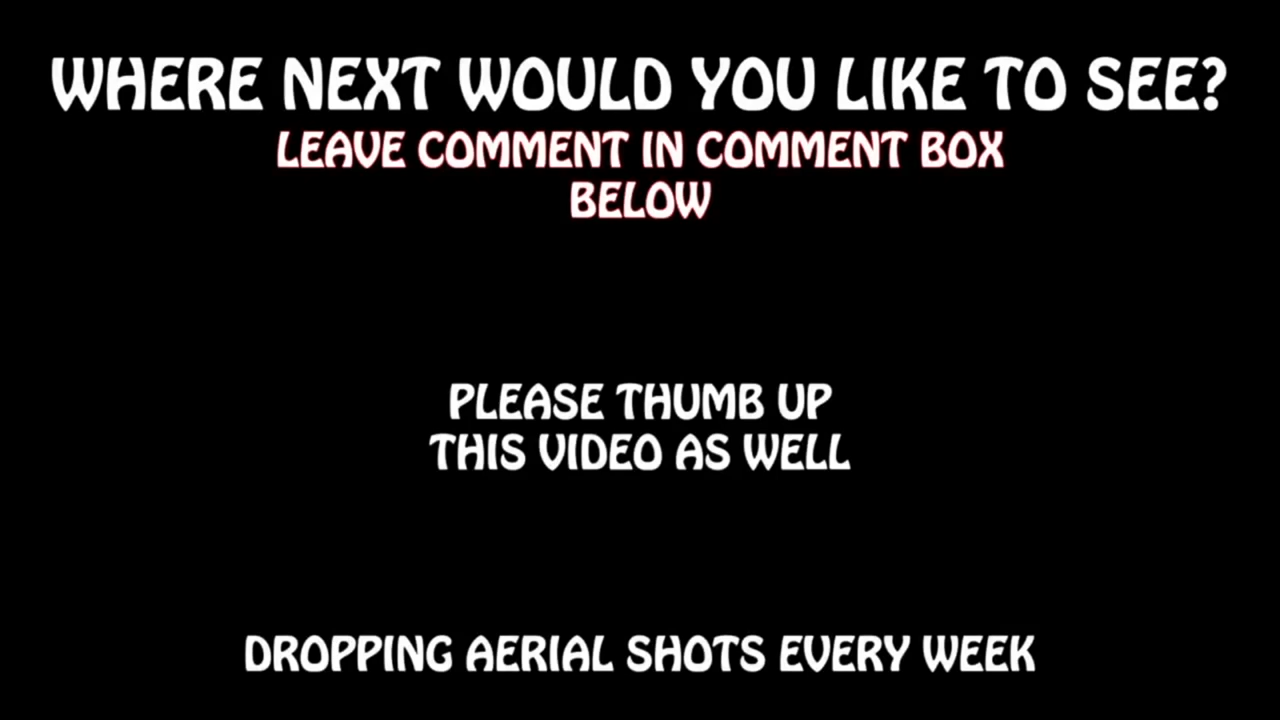 WHERE NEXT WOULD YOU LIKE TO SEE?
LEAVE COMMENT IN COMMENT BOX
BELOW
PLEASE THUMB UP
THIS VIDEO AS WELL
DROPPING AERIAL SHOTS EVERY WEEK